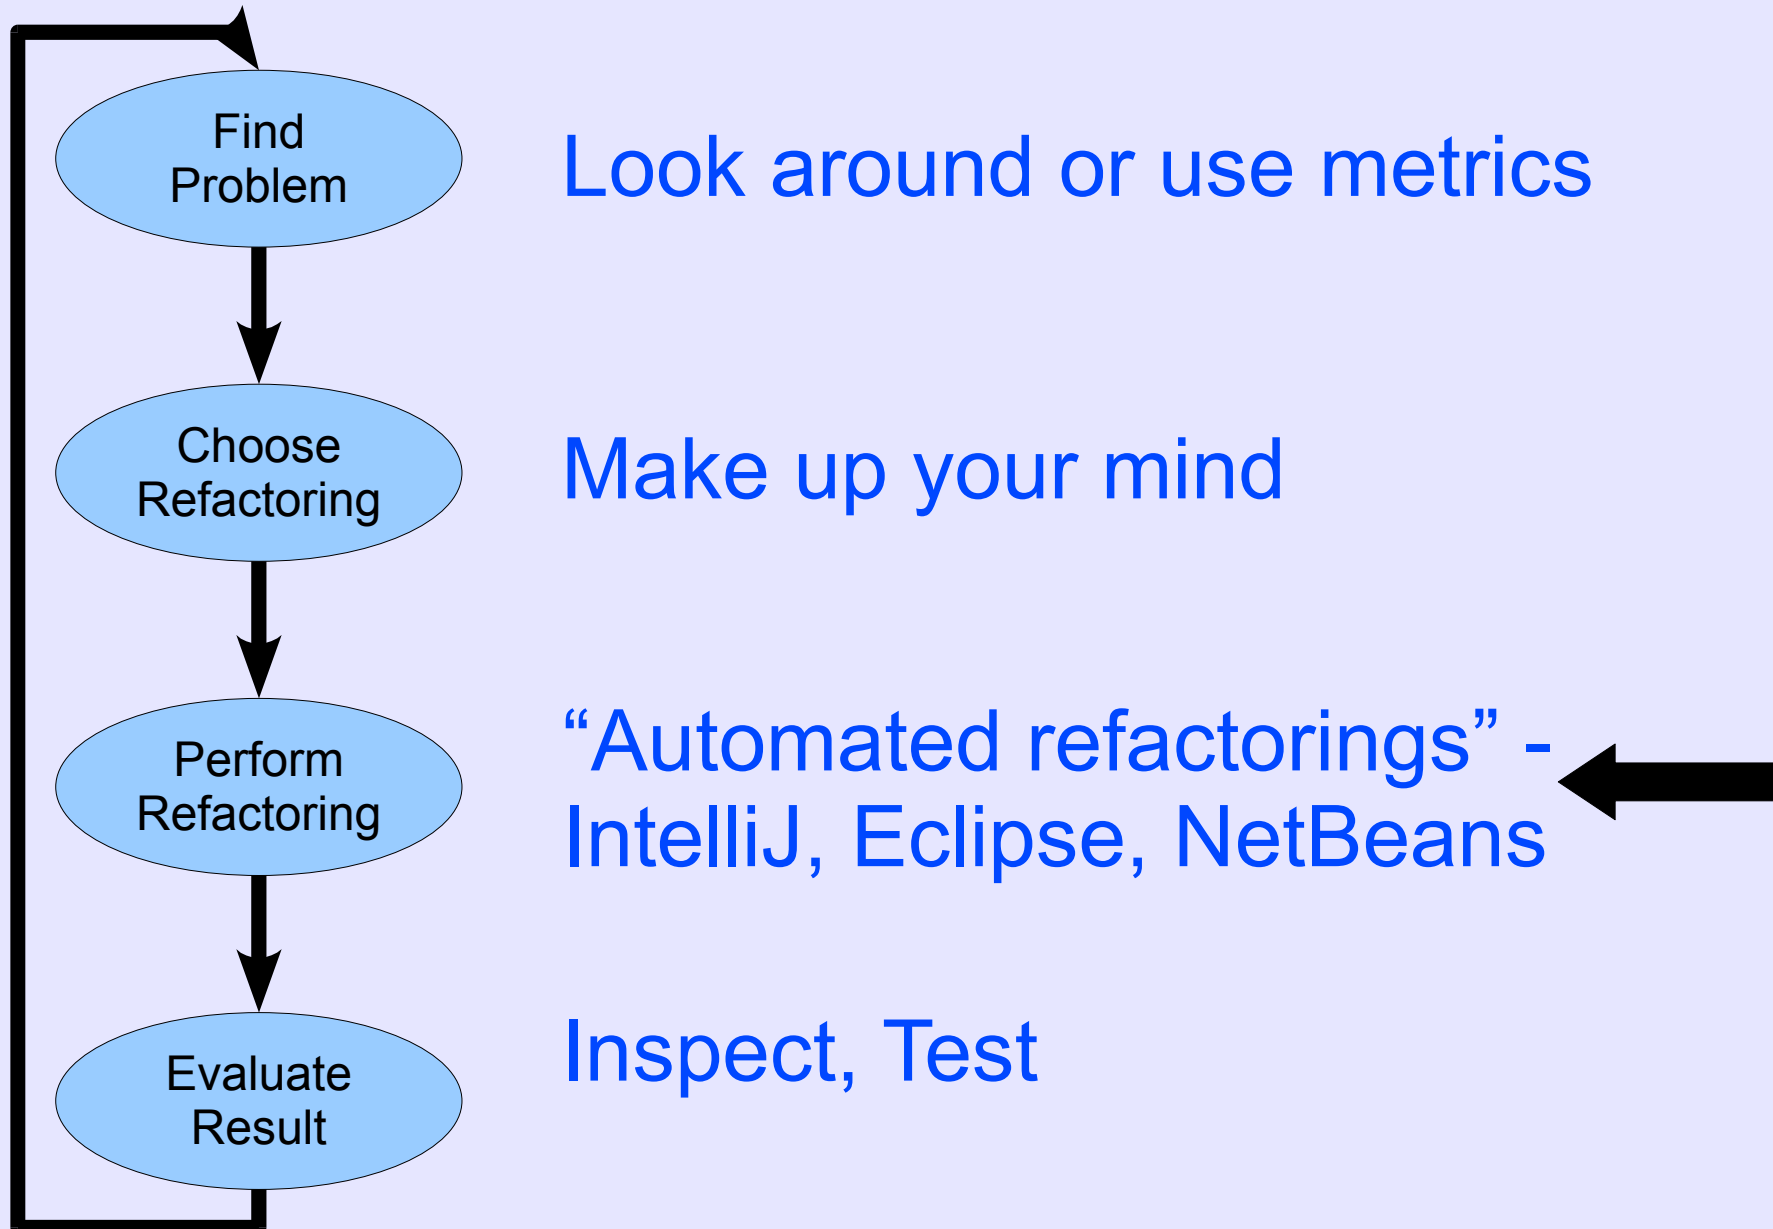 Find
Problem
Look around or use metrics
Choose
Refactoring
Make up your mind
Perform
Refactoring
“Automated refactorings” -
IntelliJ, Eclipse, NetBeans
Evaluate
Result
Inspect, Test